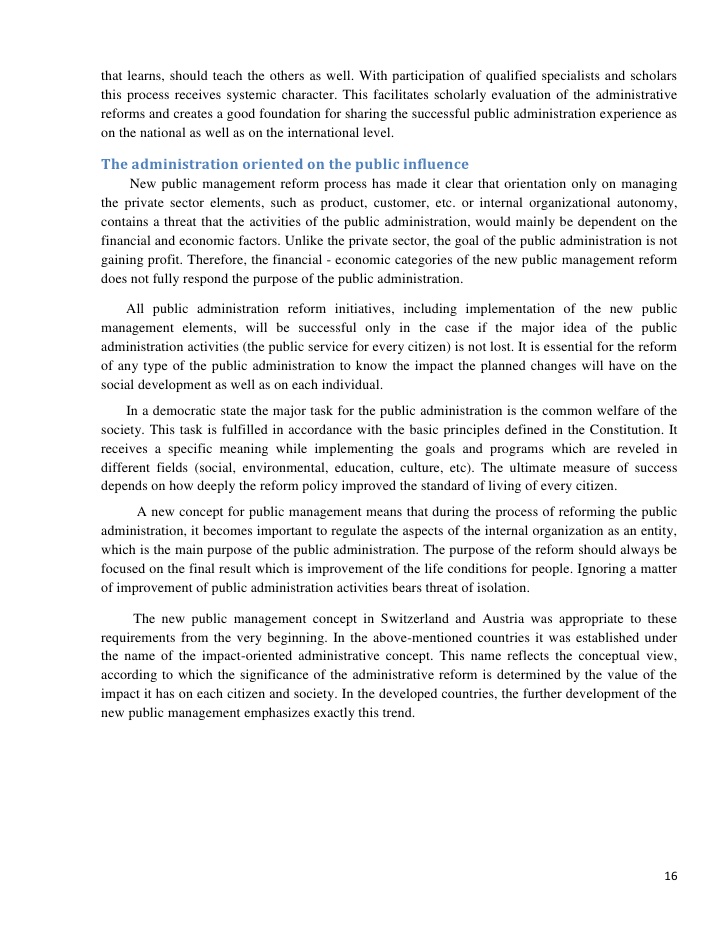 that learns, should teach the others as well. With participation of qualified specialists and scholars
this process receives systemic character. This facilitates scholarly evaluation of the administrative
reforms and creates a good foundation for sharing the successful public administration experience as
on the national as well as on the international level.
The administration oriented on the public influence
New public management reform process has made it clear that orientation only on managing
the private sector elements, such as product, customer, etc. or internal organizational autonomy,
contains a threat that the activities of the public administration, would mainly be dependent on the
financial and economic factors. Unlike the private sector, the goal of the public administration is not
gaining profit. Therefore, the financial - economic categories of the new public management reform
does not fully respond the purpose of the public administration.
All public administration reform initiatives, including implementation of the new public
management elements, will be successful only in the case if the major idea of the public
administration activities (the public service for every citizen) is not lost. It is essential for the reform
of any type of the public administration to know the impact the planned changes will have on the
social development as well as on each individual.
In a democratic state the major task for the public administration is the common welfare of the
society. This task is fulfilled in accordance with the basic principles defined in the Constitution. It
receives a specific meaning while implementing the goals and programs which are reveled in
different fields (social, environmental, education, culture, etc). The ultimate measure of success
depends on how deeply the reform policy improved the standard of living of every citizen.
A new concept for public management means that during the process of reforming the public
administration, it becomes important to regulate the aspects of the internal organization as an entity,
which is the main purpose of the public administration. The purpose of the reform should always be
focused on the final result which is improvement of the life conditions for people. Ignoring a matter
of improvement of public administration activities bears threat of isolation.
The new public management concept in Switzerland and Austria was appropriate to these
requirements from the very beginning. In the above-mentioned countries it was established under
the name of the impact-oriented administrative concept. This name reflects the conceptual view,
according to which the significance of the administrative reform is determined by the value of the
impact it has on each citizen and society. In the developed countries, the further development of the
new public management emphasizes exactly this trend.
16